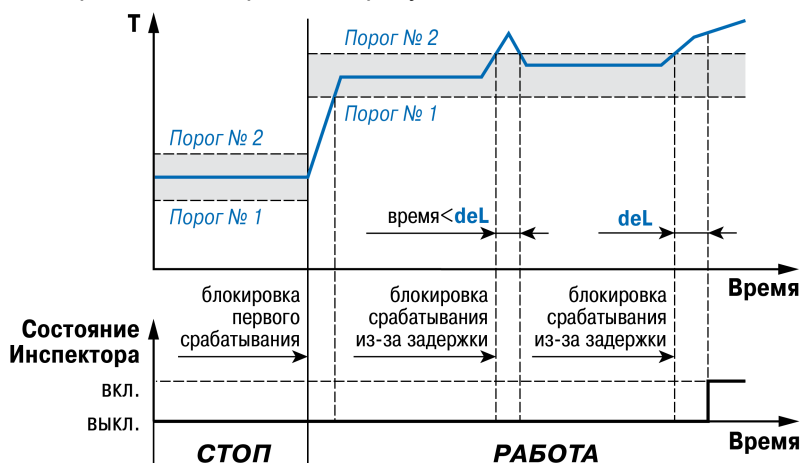 T
Порог № 2
Порог № 1
Порог № 2
Порог № 1
время<deL
deL
Время
блокировка
первого
срабатывания
блокировка
срабатывания
из-за задержки
блокировка
срабатывания
из-за задержки
Состояние
Инспектора
вкл.
выкл.
Время
СТОП
РАБОТА